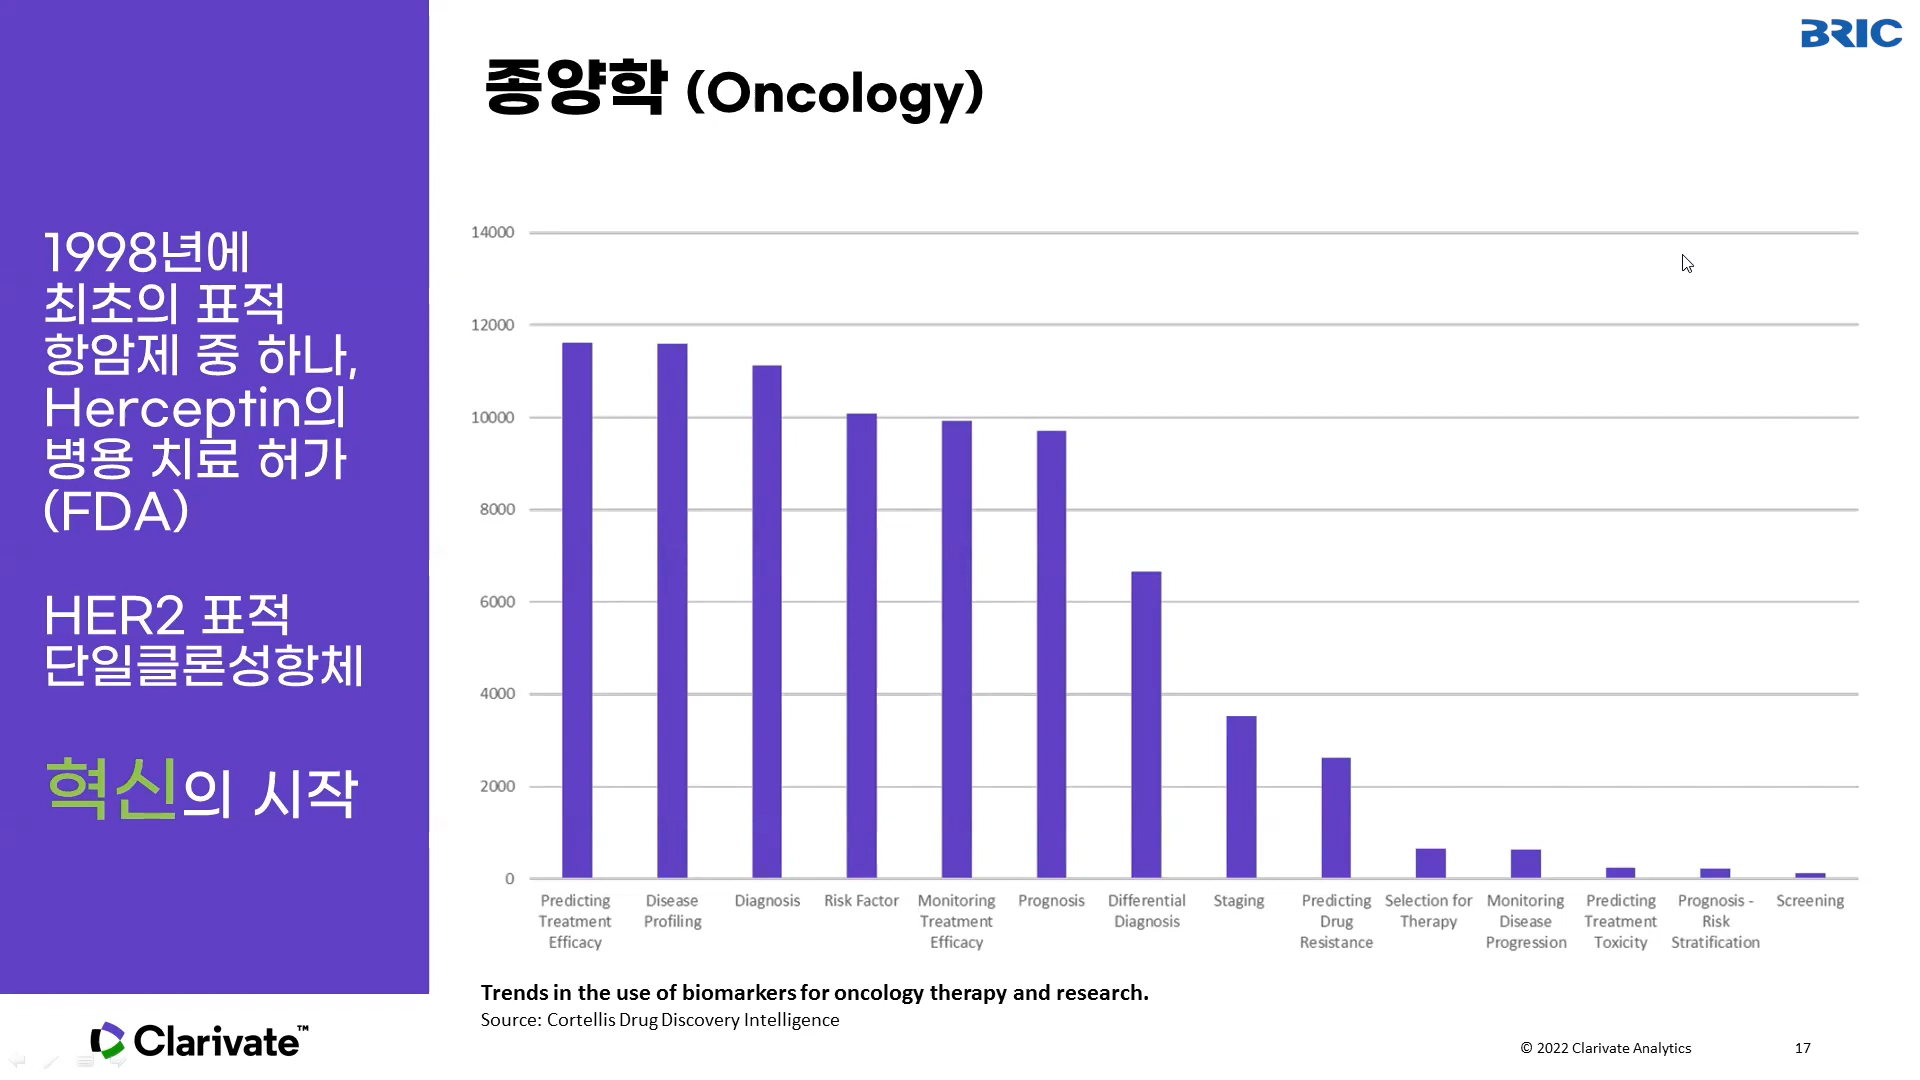 BRIC
종양학 (Oncology)
1998년에
최초의 표적
항암제 중 하나,
Herceptin의
병용 치료 허가
(FDA)
HER2 표적
단일클론성항체
혁신의 시작
14000
12000
10000
8000
6000
4000
2000
0
Predicting Treatment Efficacy
Disease Profiling
Diagnosis
Risk Factor
Monitoring Treatment Efficacy
Prognosis
Differential Diagnosis
Staging
Predicting Drug Resistance
Selection for Therapy
Monitoring Disease Progression
Predicting Treatment Toxicity
Prognosis - Risk Stratification
Screening
Trends in the use of biomarkers for oncology therapy and research.
Source: Cortellis Drug Discovery Intelligence
Clarivate™
© 2022 Clarivate Analytics
17